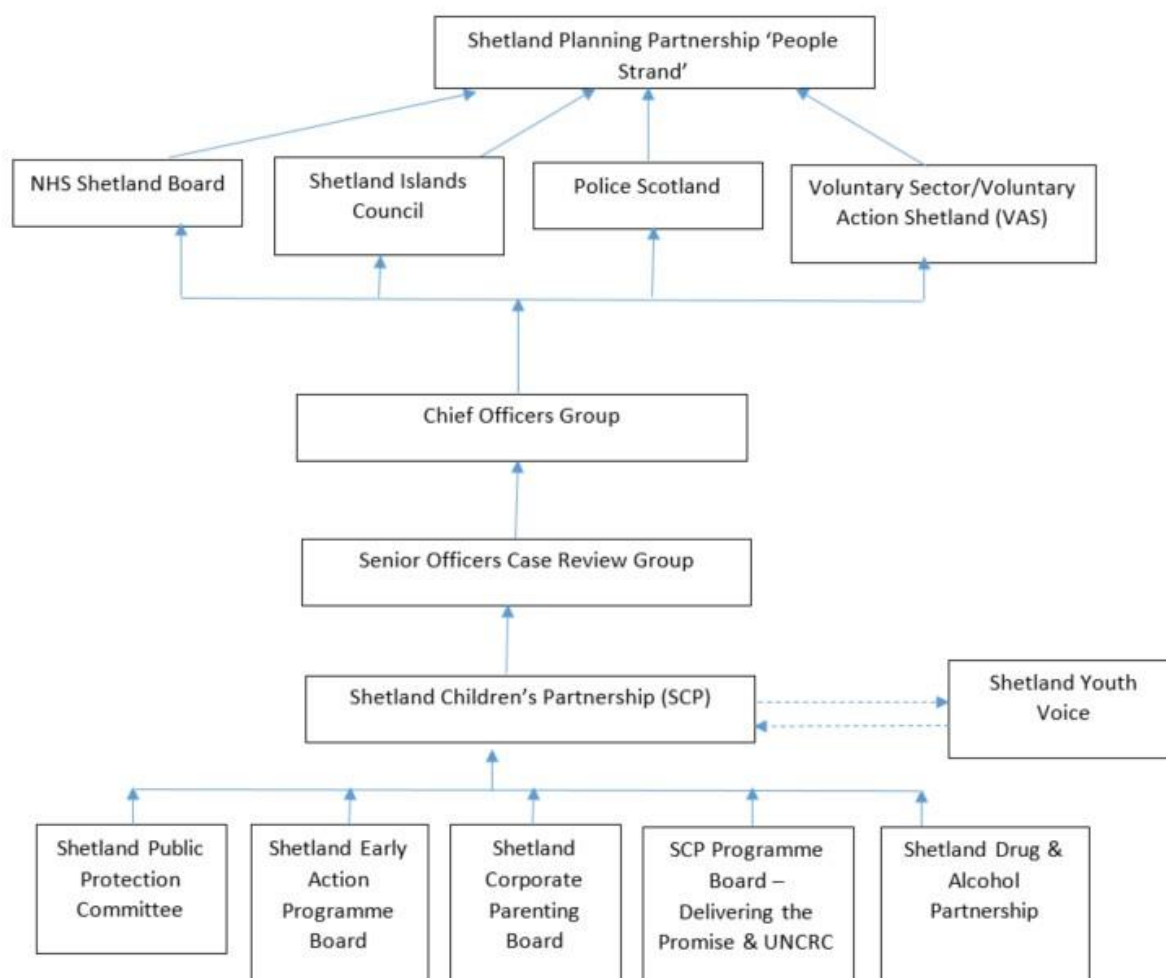 Shetland Planning Partnership ‘People
Strand’
NHS Shetland Board
Shetland Islands
Council
Police Scotland
Voluntary Sector/Voluntary
Action Shetland (VAS)
Chief Officers Group
Senior Officers Case Review Group
Shetland Children’s Partnership (SCP)
Shetland Youth
Voice
Shetland Public
Protection
Committee
Shetland Early
Action
Programme
Board
Shetland
Corporate
Parenting
Board
SCP Programme
Board –
Delivering the
Promise & UNCRC
Shetland Drug &
Alcohol
Partnership